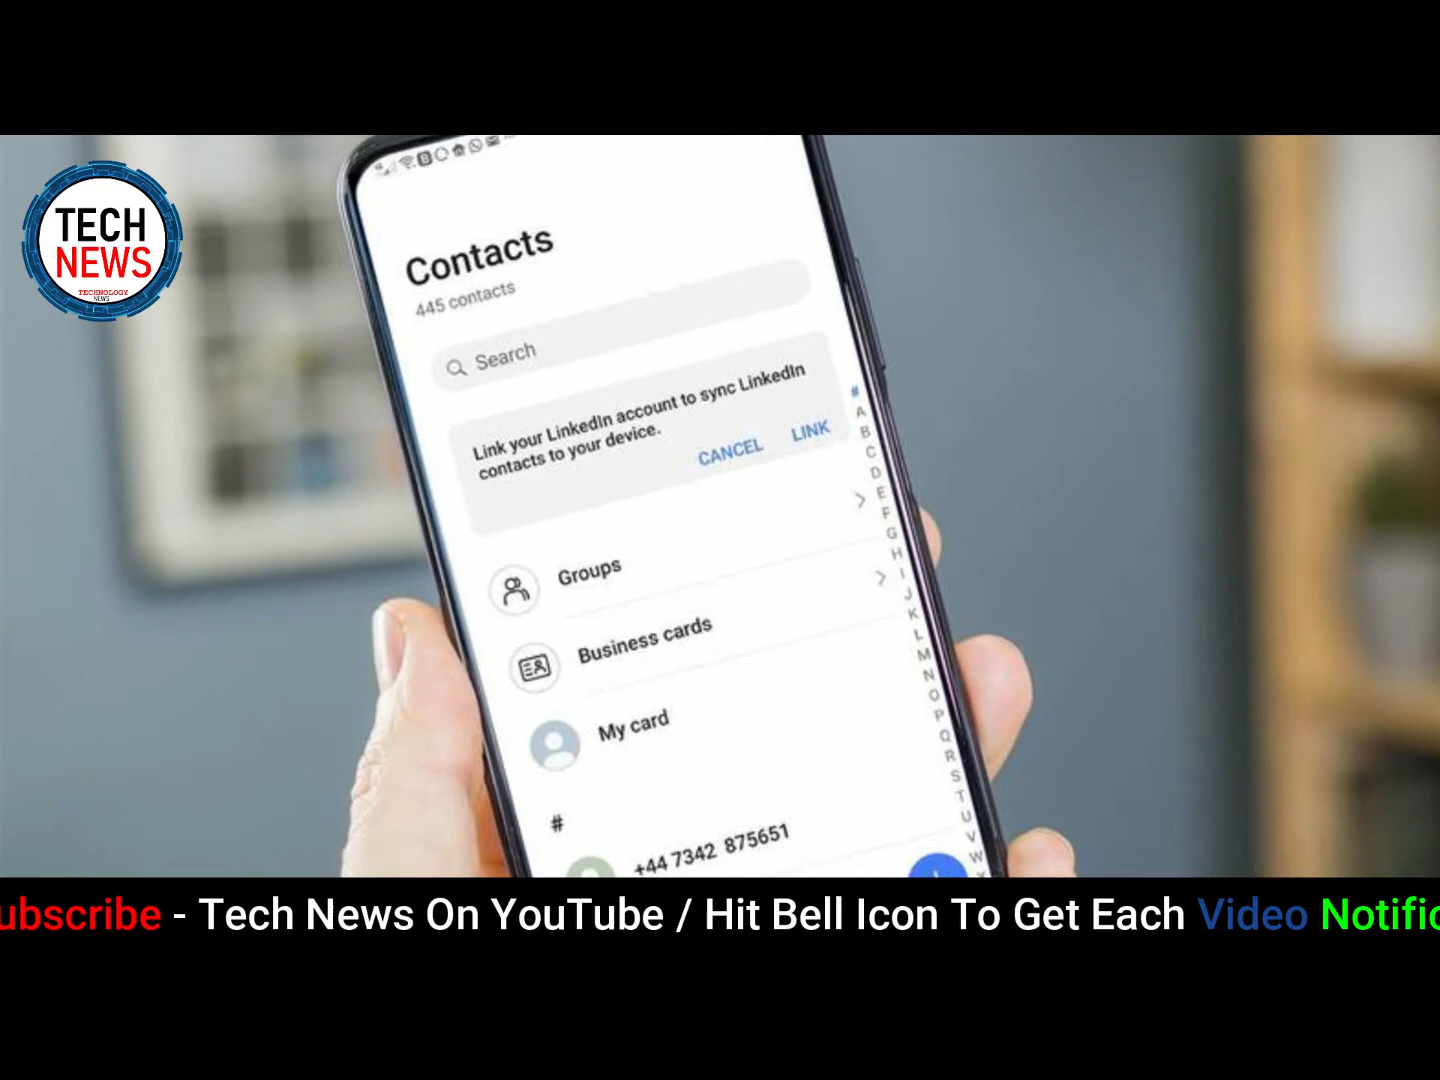 TECH
NEWS
TECHNOLOGY
NEWS
Contacts
445 contacts
Search
Link your LinkedIn account to sync LinkedIn
contacts to your device.
CANCEL LINK
Groups
Business cards
My card
#
+44 7342 875651
#
A
B
C
D
E
F
G
H
I
J
K
L
M
N
O
P
Q
R
S
T
U
V
W
ubscribe - Tech News On YouTube / Hit Bell Icon To Get Each Video Notific